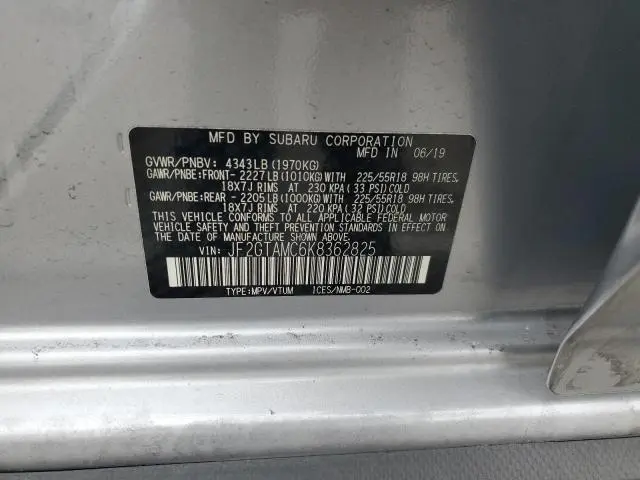 MFD BY SUBARU CORPORATION
MFD IN 06/19
GVWR/PNBV: 4343LB(1970KG)
GAWR/PNBE:FRONT- 2227LB(1010KG)WITH 225/55R18 98H TIRES,
18X7J RIMS AT 230 KPA(33 PSI)COLD
GAWR/PNBE:REAR - 2205LB(1000KG)WITH 225/55R18 98H TIRES,
18X7J RIMS AT 220 KPA(32 PSI)COLD
THIS VEHICLE CONFORMS TO ALL APPLICABLE FEDERAL MOTOR
VEHICLE SAFETY AND THEFT PREVENTION STANDARDS IN EFFECT
ON THE DATE OF MANUFACTURE SHOWN ABOVE.
VIN: JF2GTAMC6K8362825
TYPE:MPV/VTUM ICES/NMB-002